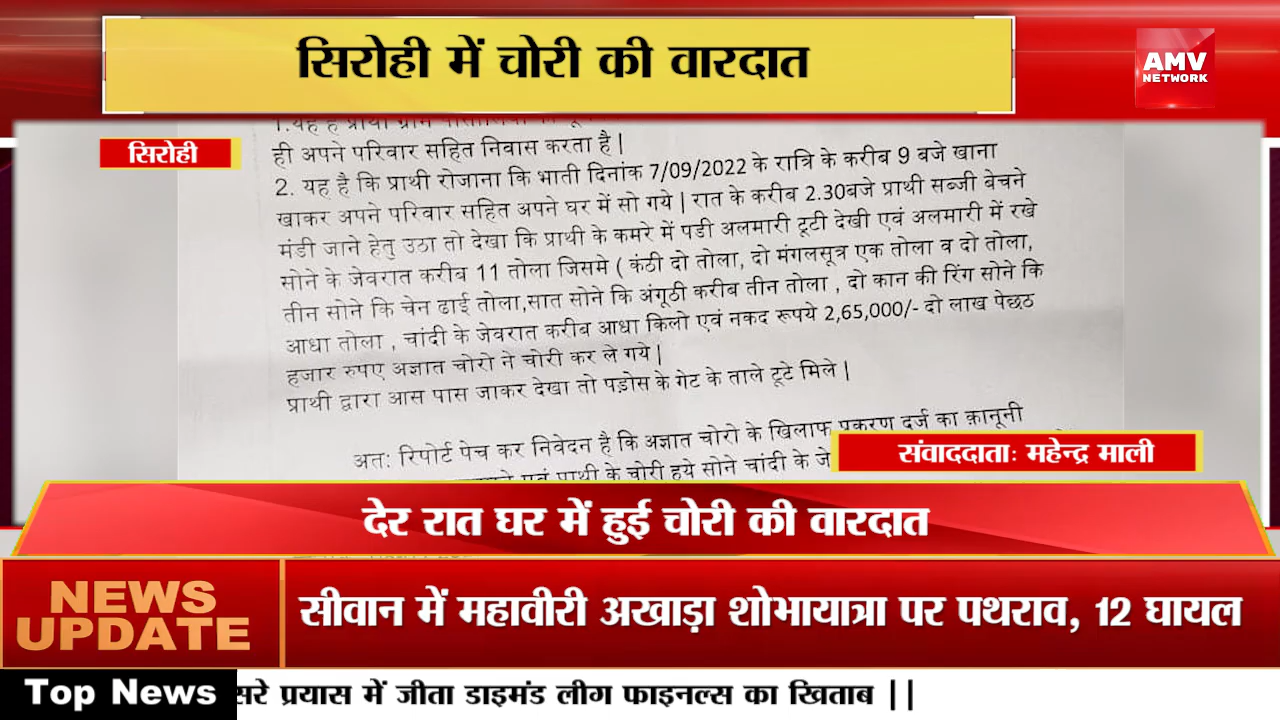 सिरोही में चोरी की वारदात
AMV
NETWORK
सिरोही
ही अपने परिवार सहित निवास करता है |
2. यह है कि प्रार्थी रोजाना कि भाती दिनांक 7/09/2022 के रात्रि के करीब 9 बजे खाना
खाकर अपने परिवार सहित अपने घर में सो गये | रात के करीब 2.30बजे प्रार्थी सब्जी बेचने
मंडी जाने हेतु उठा तो देखा कि प्रार्थी के कमरे में पडी अलमारी टूटी देखी एवं अलमारी में रखे
सोने के जेवरात करीब 11 तोला जिसमे ( कंठी दो तोला, दो मंगलसूत्र एक तोला व दो तोला,
तीन सोने कि चेन ढाई तोला,सात सोने कि अंगूठी करीब तीन तोला , दो कान की रिंग सोने कि
आधा तोला , चांदी के जेवरात करीब आधा किलो एवं नकद रूपये 2,65,000/- दो लाख पेछठ
हजार रुपए अज्ञात चोरो ने चोरी कर ले गये |
प्रार्थी द्वारा आस पास जाकर देखा तो पड़ोस के गेट के ताले टूटे मिले |
अत: रिपोर्ट पेच कर निवेदन है कि अज्ञात चोरो के खिलाफ प्रकरण दर्ज का क़ानूनी
एवं प्रार्थी के चोरी हुये सोने चांदी के जे
संवाददाताः महेन्द्र माली
देर रात घर में हुई चोरी की वारदात
NEWS
UPDATE
सीवान में महावीरी अखाड़ा शोभायात्रा पर पथराव, 12 घायल
Top News
सरे प्रयास में जीता डाइमंड लीग फाइनल्स का खिताब ||